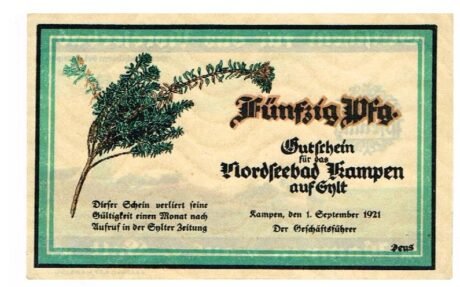 Fünfzig Pfg.
Gutschein
für das
Nordseebad Kampen
auf Sylt
Dieser Schein verliert seine
Gültigkeit einen Monat nach
Aufruf in der Sylter Zeitung
Kampen, den 1. September 1921
Der Geschäftsführer